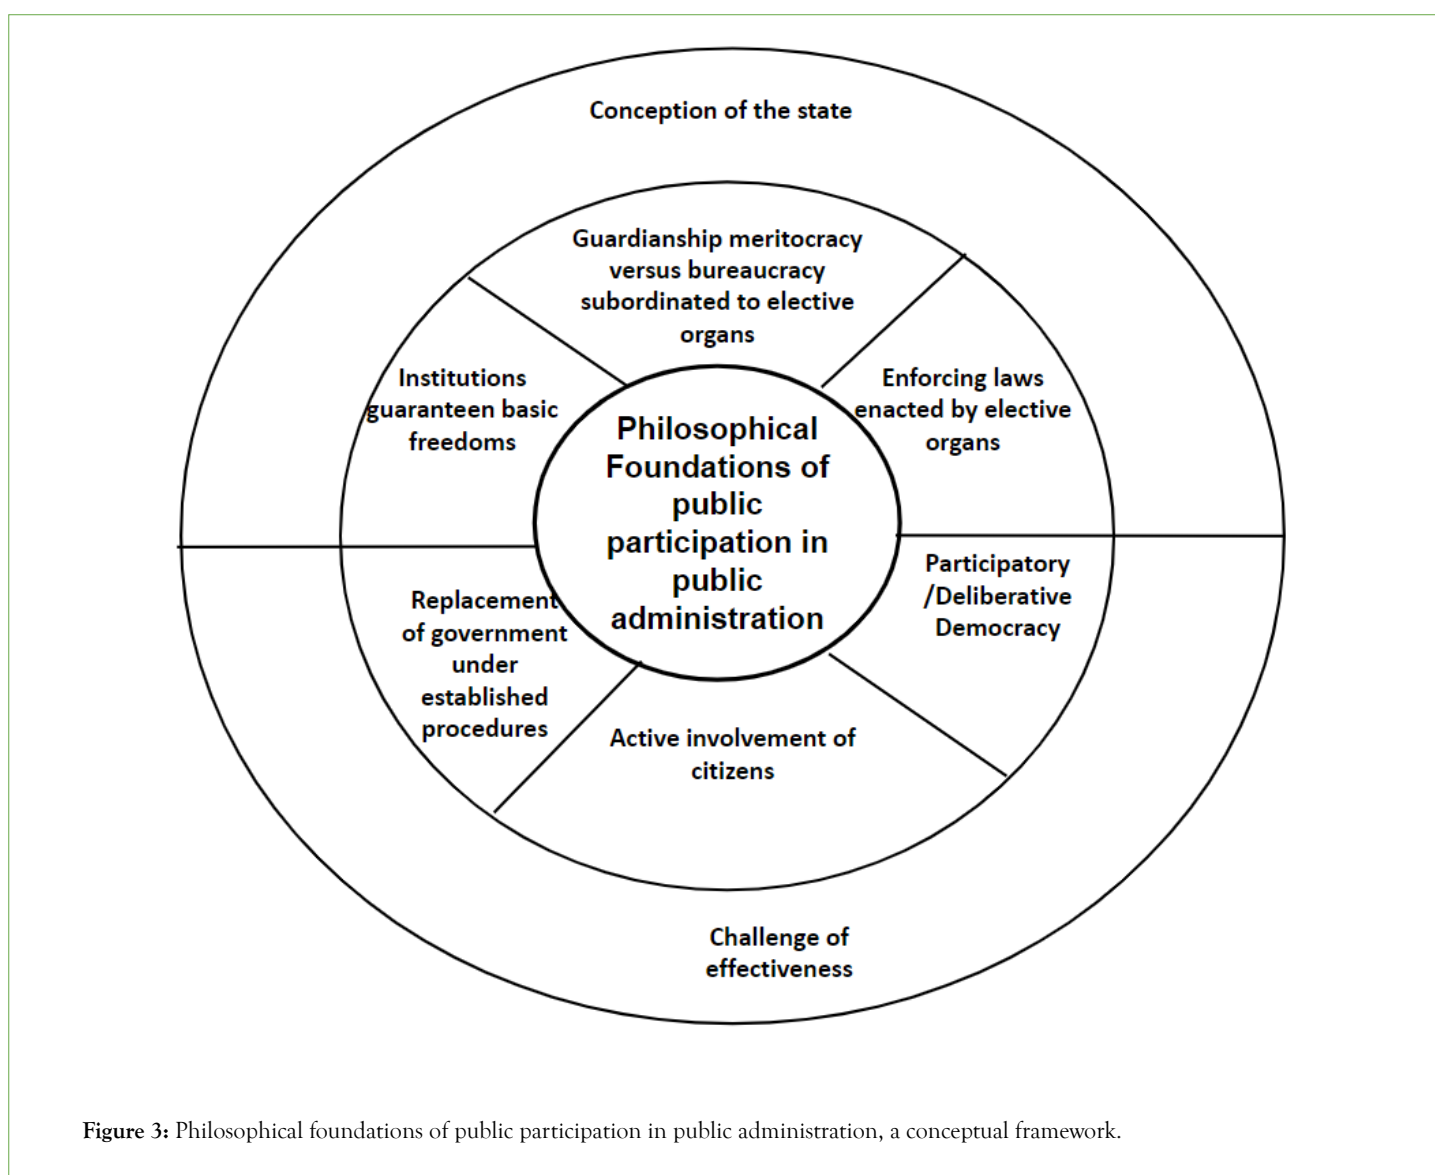 Conception of the state
Guardianship meritocracy
versus bureaucracy
subordinated to elective
organs
Institutions
guaranteen basic
freedoms
Enforcing laws
enacted by elective
organs
Philosophical
Foundations of
public
participation in
public
administration
Participatory
/Deliberative
Democracy
Replacement
of government
under
established
procedures
Active involvement of
citizens
Challenge of
effectiveness
Figure 3: Philosophical foundations of public participation in public administration, a conceptual framework.